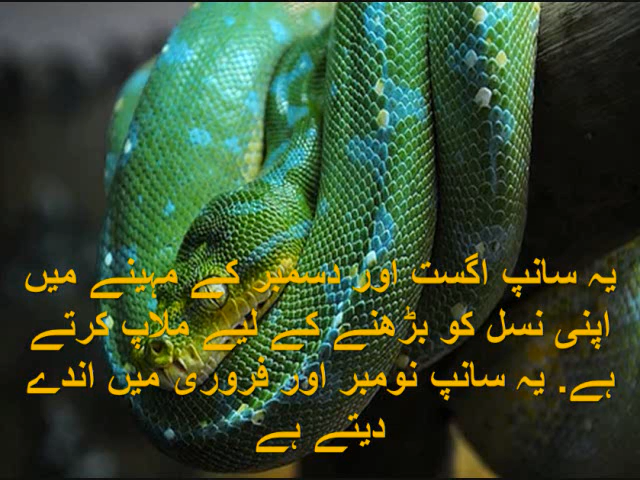 یہ سانپ اگست اور دسمبر کے مہینے میں
اپنی نسل کو بڑھنے کے لیے ملاپ کرتے
ہے. یہ سانپ نومبر اور فروری میں اندے
دیتے ہے